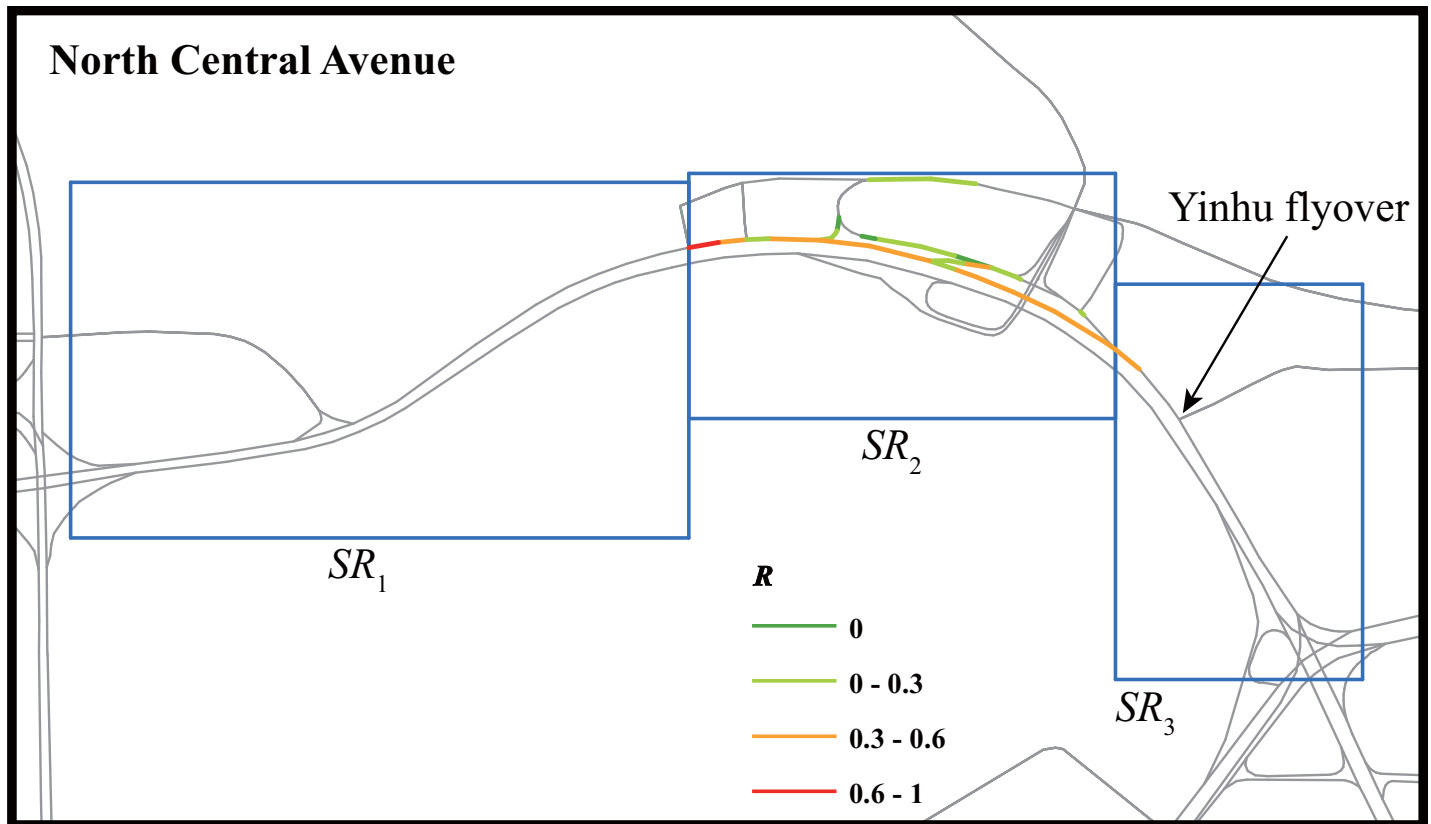 North Central Avenue
Yinhu flyover
SR2
SR1
R
0
0 - 0.3
0.3 - 0.6
0.6 - 1
SR3